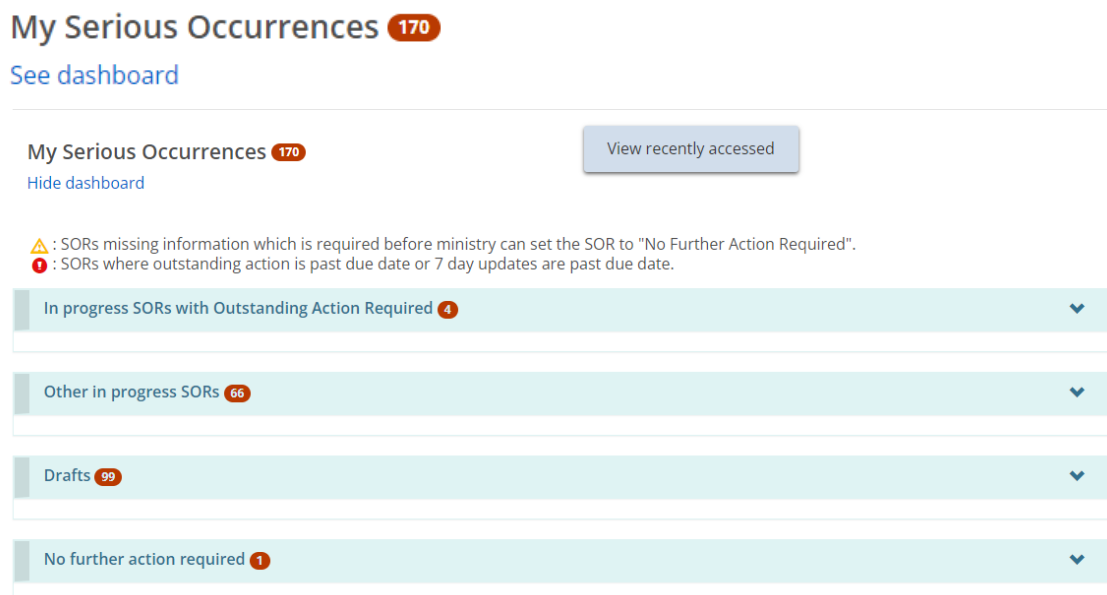 My Serious Occurrences 170
See dashboard
My Serious Occurrences 170
View recently accessed
Hide dashboard
: SORs missing information which is required before ministry can set the SOR to "No Further Action Required".
: SORs where outstanding action is past due date or 7 day updates are past due date.
In progress SORs with Outstanding Action Required 4
Other in progress SORs 66
Drafts 99
No further action required 1